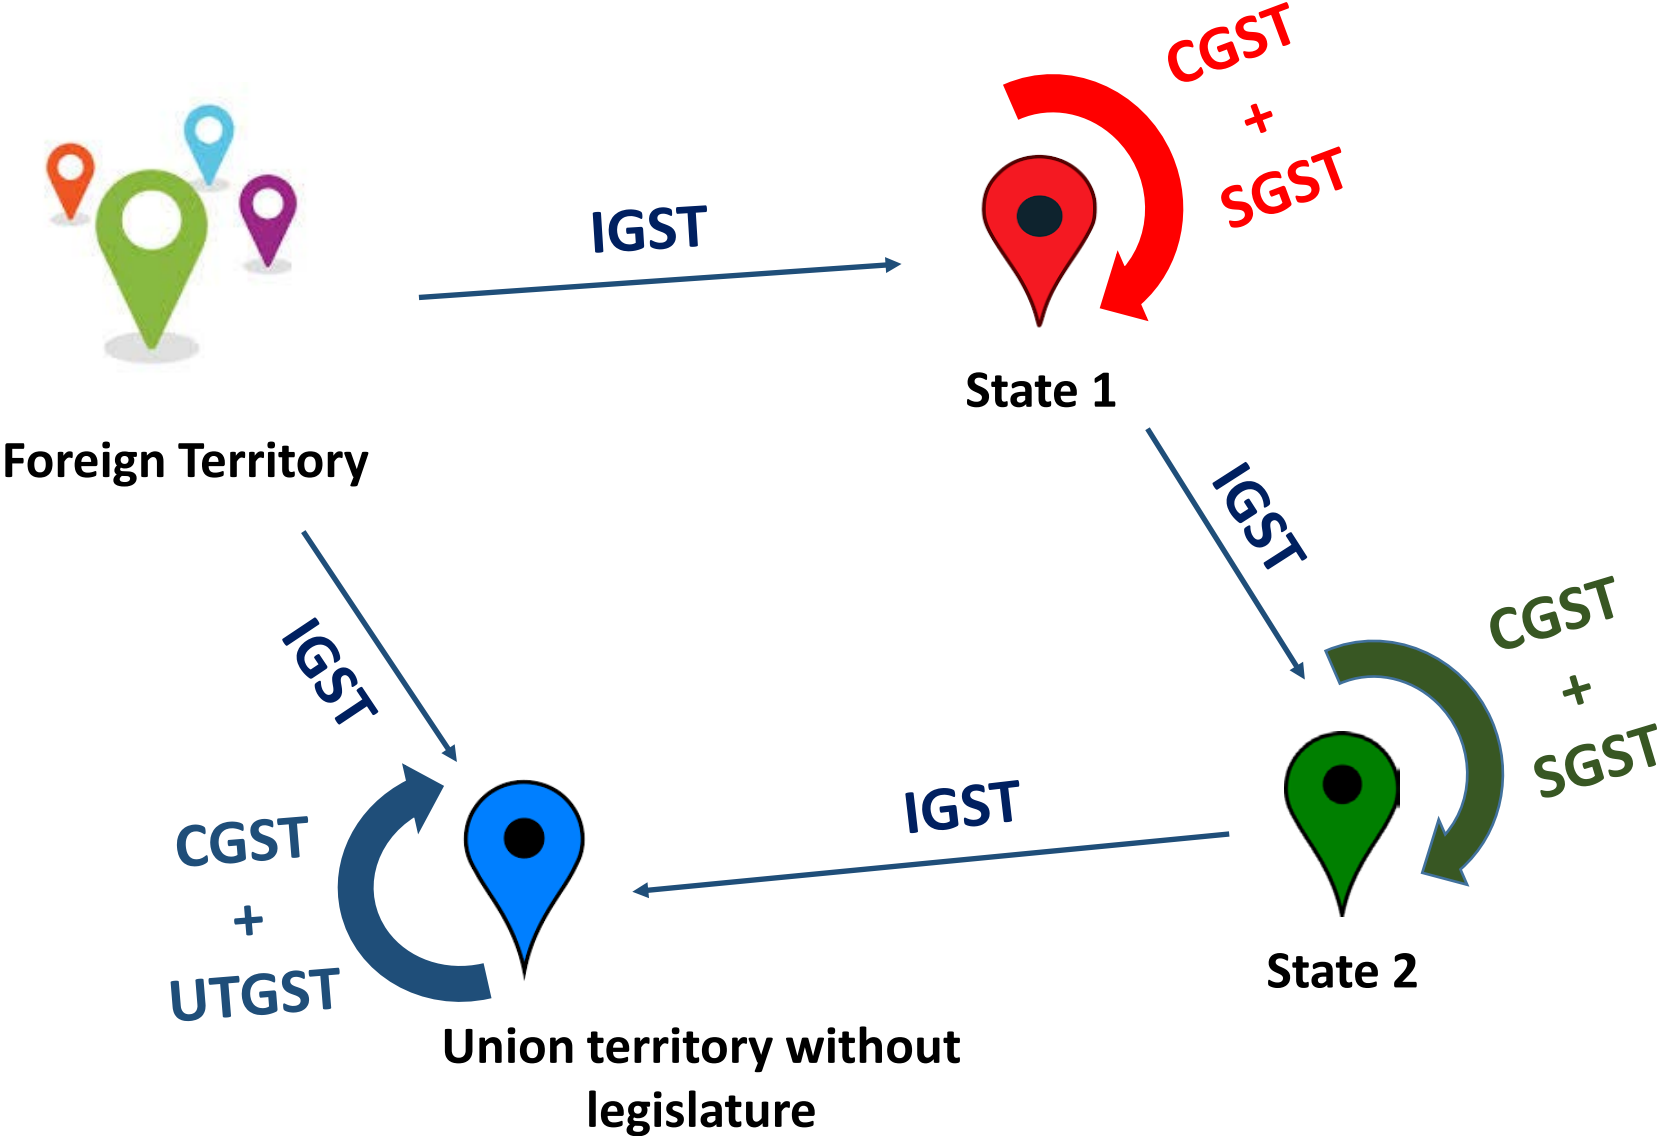 CGST
+
SGST
IGST
State 1
Foreign Territory
IGST
CGST
+
SGST
IGST
IGST
CGST
+
UTGST
State 2
Union territory without
legislature